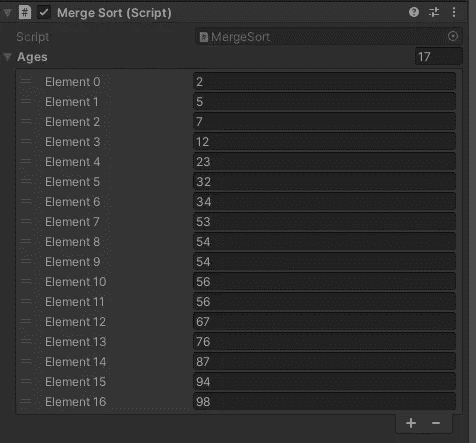 Merge Sort (Script)
Script MergeSort
Ages 17
Element 0 2
Element 1 5
Element 2 7
Element 3 12
Element 4 23
Element 5 32
Element 6 34
Element 7 53
Element 8 54
Element 9 54
Element 10 56
Element 11 56
Element 12 67
Element 13 76
Element 14 87
Element 15 94
Element 16 98